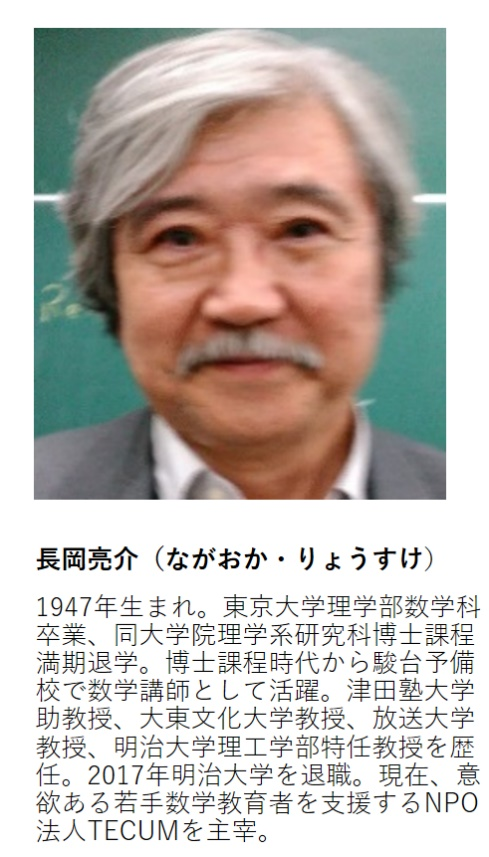 長岡亮介（ながおか・りょうすけ）
1947年生まれ。東京大学理学部数学科
卒業、同大学院理学系研究科博士課程
満期退学。博士課程時代から駿台予備
校で数学講師として活躍。津田塾大学
助教授、大東文化大学教授、放送大学
教授、明治大学理工学部特任教授を歴
任。2017年明治大学を退職。現在、意
欲ある若手数学教育者を支援するNPO
法人TECUMを主宰。